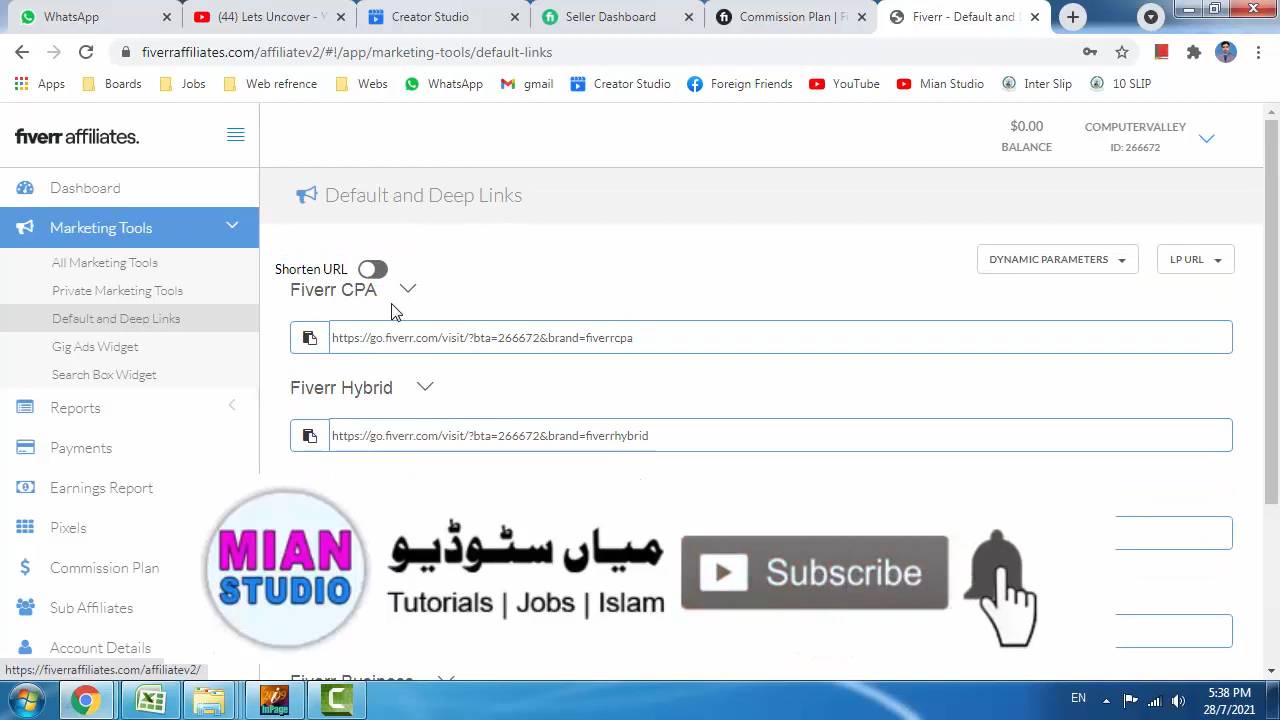 WhatsApp
(44) Lets Uncover - Y
Creator Studio
Seller Dashboard
Commission Plan | Fi
Fiverr - Default and D
fiverraffiliates.com/affiliatev2/#!/app/marketing-tools/default-links
Apps
Boards
Jobs
Web refrence
Webs
WhatsApp
gmail
Creator Studio
Foreign Friends
YouTube
Mian Studio
Inter Slip
10 SLIP
fiverr affiliates.
$0.00
BALANCE
COMPUTERVALLEY
ID: 266672
Dashboard
Marketing Tools
All Marketing Tools
Private Marketing Tools
Default and Deep Links
Gig Ads Widget
Search Box Widget
Reports
Payments
Earnings Report
Pixels
Commission Plan
Sub Affiliates
Account Details
Default and Deep Links
Shorten URL
DYNAMIC PARAMETERS
LP URL
Fiverr CPA
https://go.fiverr.com/visit/?bta=266672&brand=fiverrcpa
Fiverr Hybrid
https://go.fiverr.com/visit/?bta=266672&brand=fiverrhybrid
MIAN
STUDIO
میاں سٹوڈیو
Tutorials | Jobs | Islam
Subscribe
Fiverr Business
https://fiverraffiliates.com/affiliatev2/
InPage
EN
5:38 PM
28/7/2021